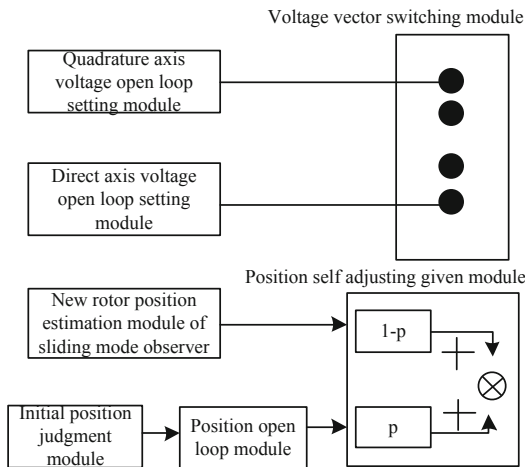 Voltage vector switching module
Quadrature axis
voltage open loop
setting module
Direct axis voltage
open loop setting
module
Position self adjusting given module
New rotor position
estimation module of
sliding mode observer
1-p
Initial position
judgment module
Position open
loop module
p